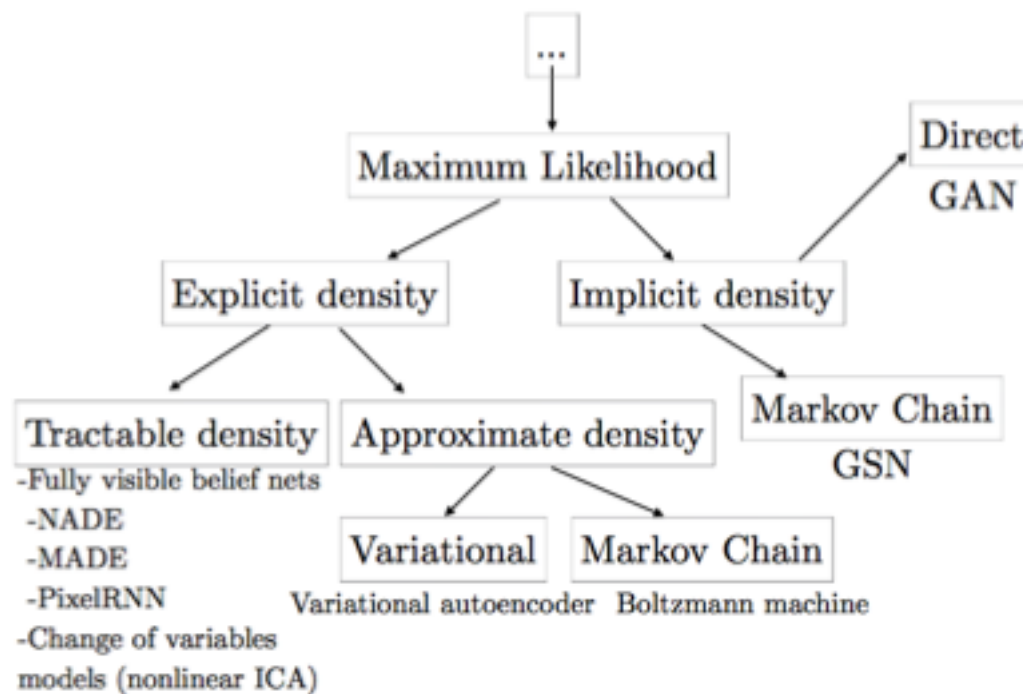 ...
Maximum Likelihood
Direct
GAN
Explicit density
Implicit density
Tractable density
-Fully visible belief nets
-NADE
-MADE
-PixelRNN
-Change of variables
models (nonlinear ICA)
Approximate density
Variational
Variational autoencoder
Markov Chain
Boltzmann machine
Markov Chain
GSN